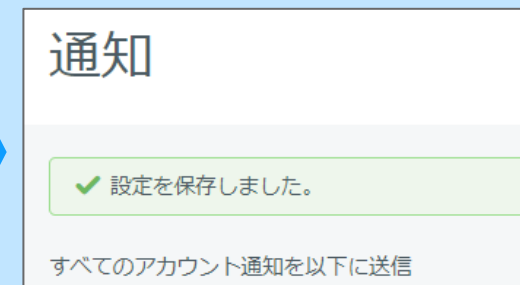 通知
設定を保存しました。
すべてのアカウント通知を以下に送信